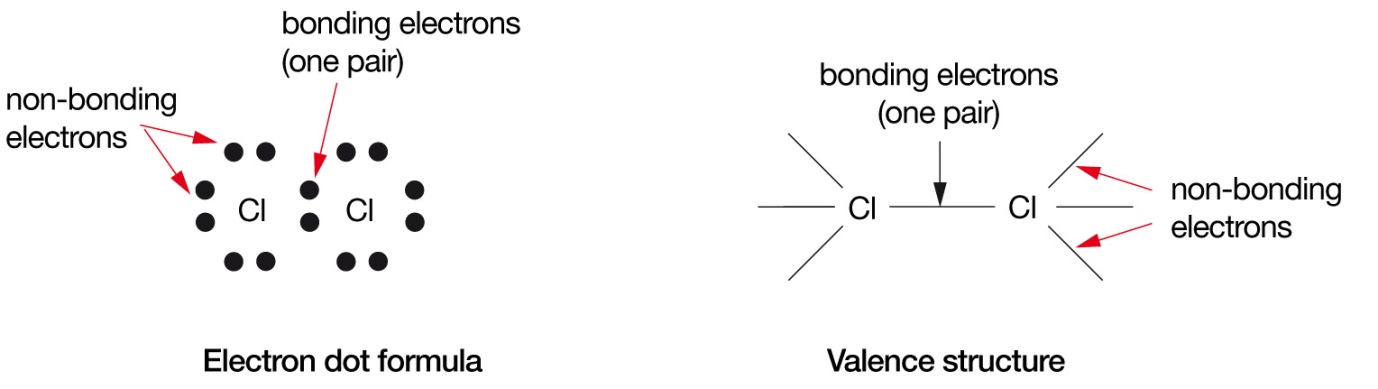 bonding electrons
(one pair)
non-bonding
electrons
Cl
Cl
Electron dot formula
bonding electrons
(one pair)
Cl
Cl
non-bonding
electrons
Valence structure